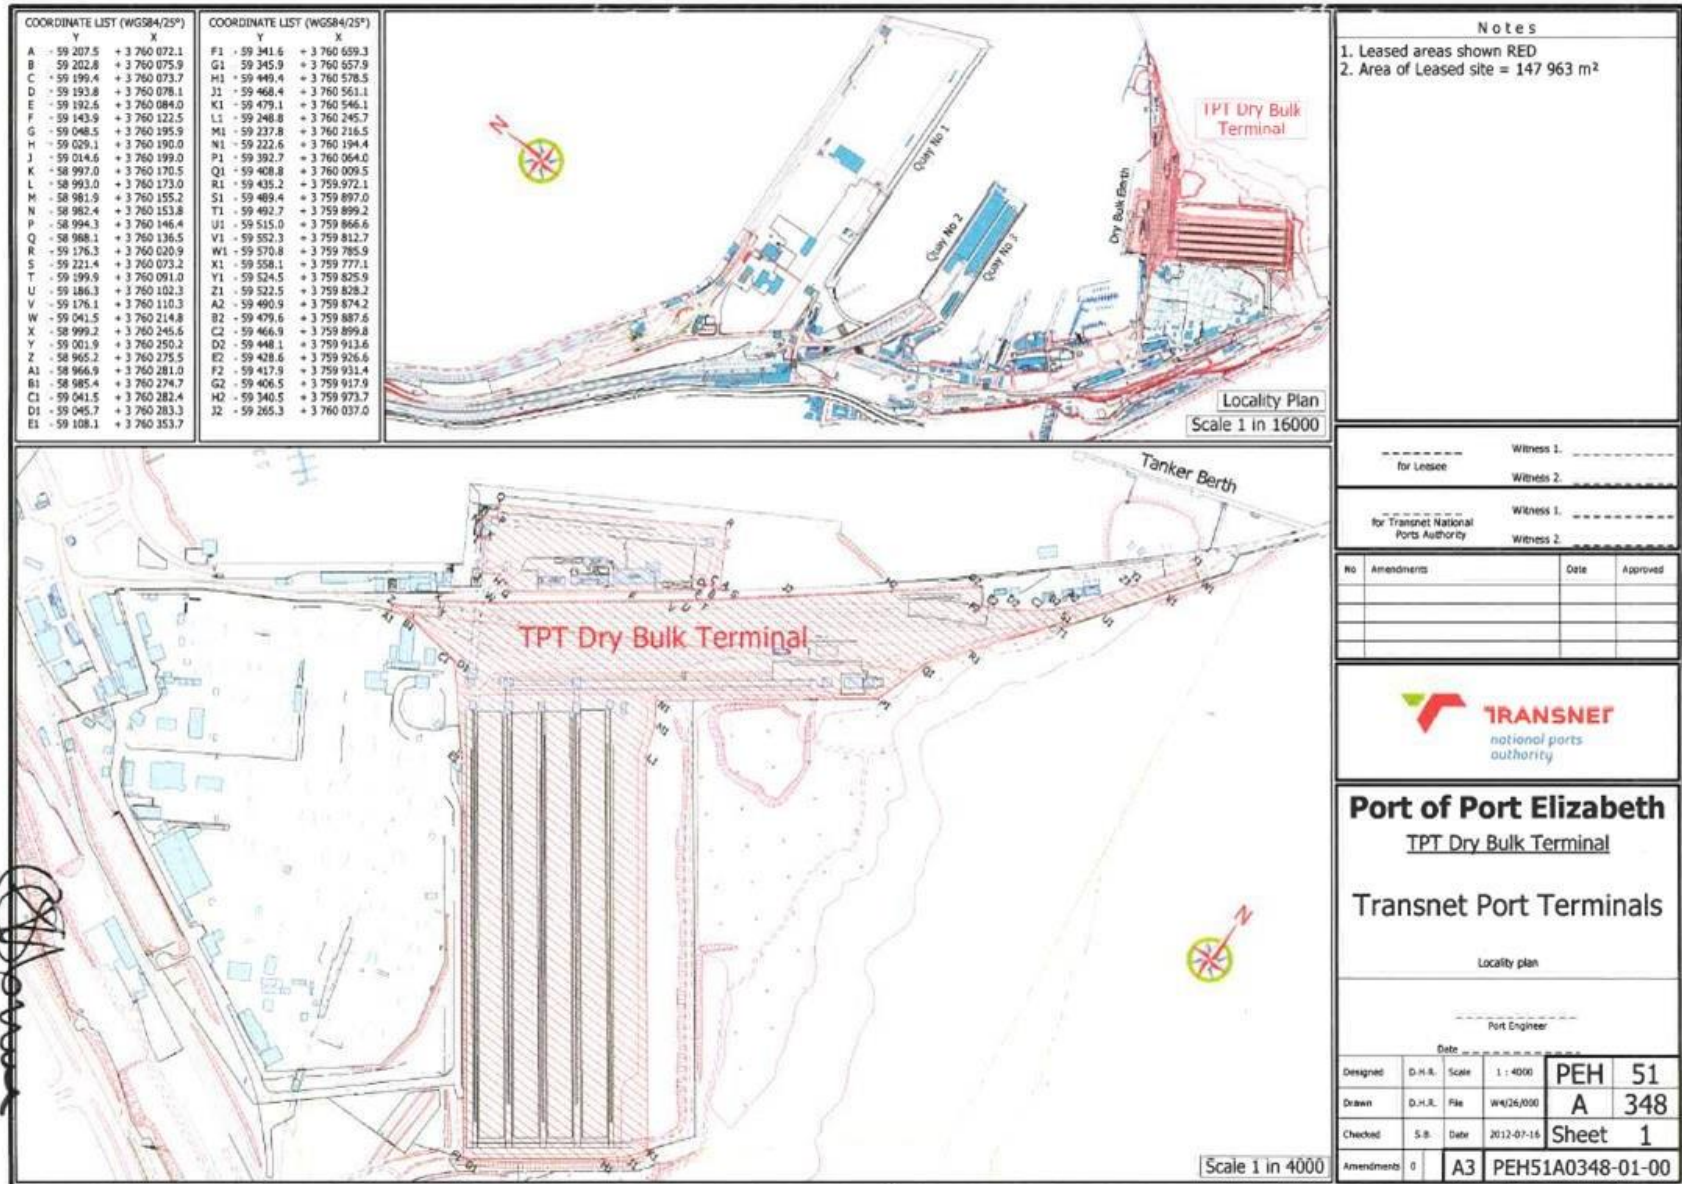 COORDINATE LIST (WGS84/25°)
Y X
A - 59 207.5 + 3 760 072.1
B - 59 202.8 + 3 760 075.9
C - 59 199.4 + 3 760 073.7
D - 59 193.8 + 3 760 078.1
E - 59 192.6 + 3 760 084.0
F - 59 143.9 + 3 760 122.5
G - 59 048.5 + 3 760 195.9
H - 59 029.1 + 3 760 190.0
J - 59 014.6 + 3 760 199.0
K - 58 997.0 + 3 760 170.5
L - 58 993.0 + 3 760 173.0
M - 58 981.9 + 3 760 155.2
N - 58 982.4 + 3 760 153.8
P - 58 994.3 + 3 760 146.4
Q - 58 988.1 + 3 760 136.5
R - 59 176.3 + 3 760 020.9
S - 59 221.4 + 3 760 073.2
T - 59 199.9 + 3 760 091.0
U - 59 186.3 + 3 760 102.3
V - 59 176.1 + 3 760 110.3
W - 59 041.5 + 3 760 214.8
X - 58 999.2 + 3 760 245.6
Y - 59 001.9 + 3 760 250.2
Z - 58 965.2 + 3 760 275.5
A1 - 58 966.9 + 3 760 281.0
B1 - 58 985.4 + 3 760 274.7
C1 - 59 041.5 + 3 760 282.4
D1 - 59 045.7 + 3 760 283.3
E1 - 59 108.1 + 3 760 353.7
COORDINATE LIST (WGS84/25°)
Y X
F1 - 59 341.6 + 3 760 659.3
G1 - 59 345.9 + 3 760 657.9
H1 - 59 449.4 + 3 760 578.5
J1 - 59 468.4 + 3 760 561.1
K1 - 59 479.1 + 3 760 546.1
L1 - 59 248.8 + 3 760 245.7
M1 - 59 237.8 + 3 760 216.5
N1 - 59 222.6 + 3 760 194.4
P1 - 59 392.7 + 3 760 064.0
Q1 - 59 408.8 + 3 760 009.5
R1 - 59 435.2 + 3 759.972.1
S1 - 59 489.4 + 3 759 897.0
T1 - 59 492.7 + 3 759 899.2
U1 - 59 515.0 + 3 759 866.6
V1 - 59 552.3 + 3 759 812.7
W1 - 59 570.8 + 3 759 785.9
X1 - 59 558.1 + 3 759 777.1
Y1 - 59 524.5 + 3 759 825.9
Z1 - 59 522.5 + 3 759 828.2
A2 - 59 490.9 + 3 759 874.2
B2 - 59 479.6 + 3 759 887.6
C2 - 59 466.9 + 3 759 899.8
D2 - 59 448.1 + 3 759 913.6
E2 - 59 428.6 + 3 759 926.6
F2 - 59 417.9 + 3 759 931.4
G2 - 59 406.5 + 3 759 917.9
H2 - 59 340.5 + 3 759 973.7
J2 - 59 265.3 + 3 760 037.0
N
Quay No 1
Quay No 2
Quay No 3
Dry Bulk Berth
TPT Dry Bulk
Terminal
Locality Plan
Scale 1 in 16000
Notes
1. Leased areas shown RED
2. Area of Leased site = 147 963 m²
for Leesee
Witness 1.
Witness 2.
for Transnet National
Ports Authority
Witness 1.
Witness 2.
No Amendments Date Approved
TRANSNET
national ports
authority
Port of Port Elizabeth
TPT Dry Bulk Terminal
Transnet Port Terminals
Locality plan
Port Engineer
Date
Designed D.H.R. Scale 1 : 4000 PEH 51
Drawn D.H.R. File W4/26/000 A 348
Checked S.B. Date 2012-07-16 Sheet 1
Amendments 0 A3 PEH51A0348-01-00
Tanker Berth
TPT Dry Bulk Terminal
R
J2
A1
B1
C1
D1
E1
N1
M1
L1
P1
Q1
R1
T1
U1
V1
W1
X1
H1
K1
N
Scale 1 in 4000